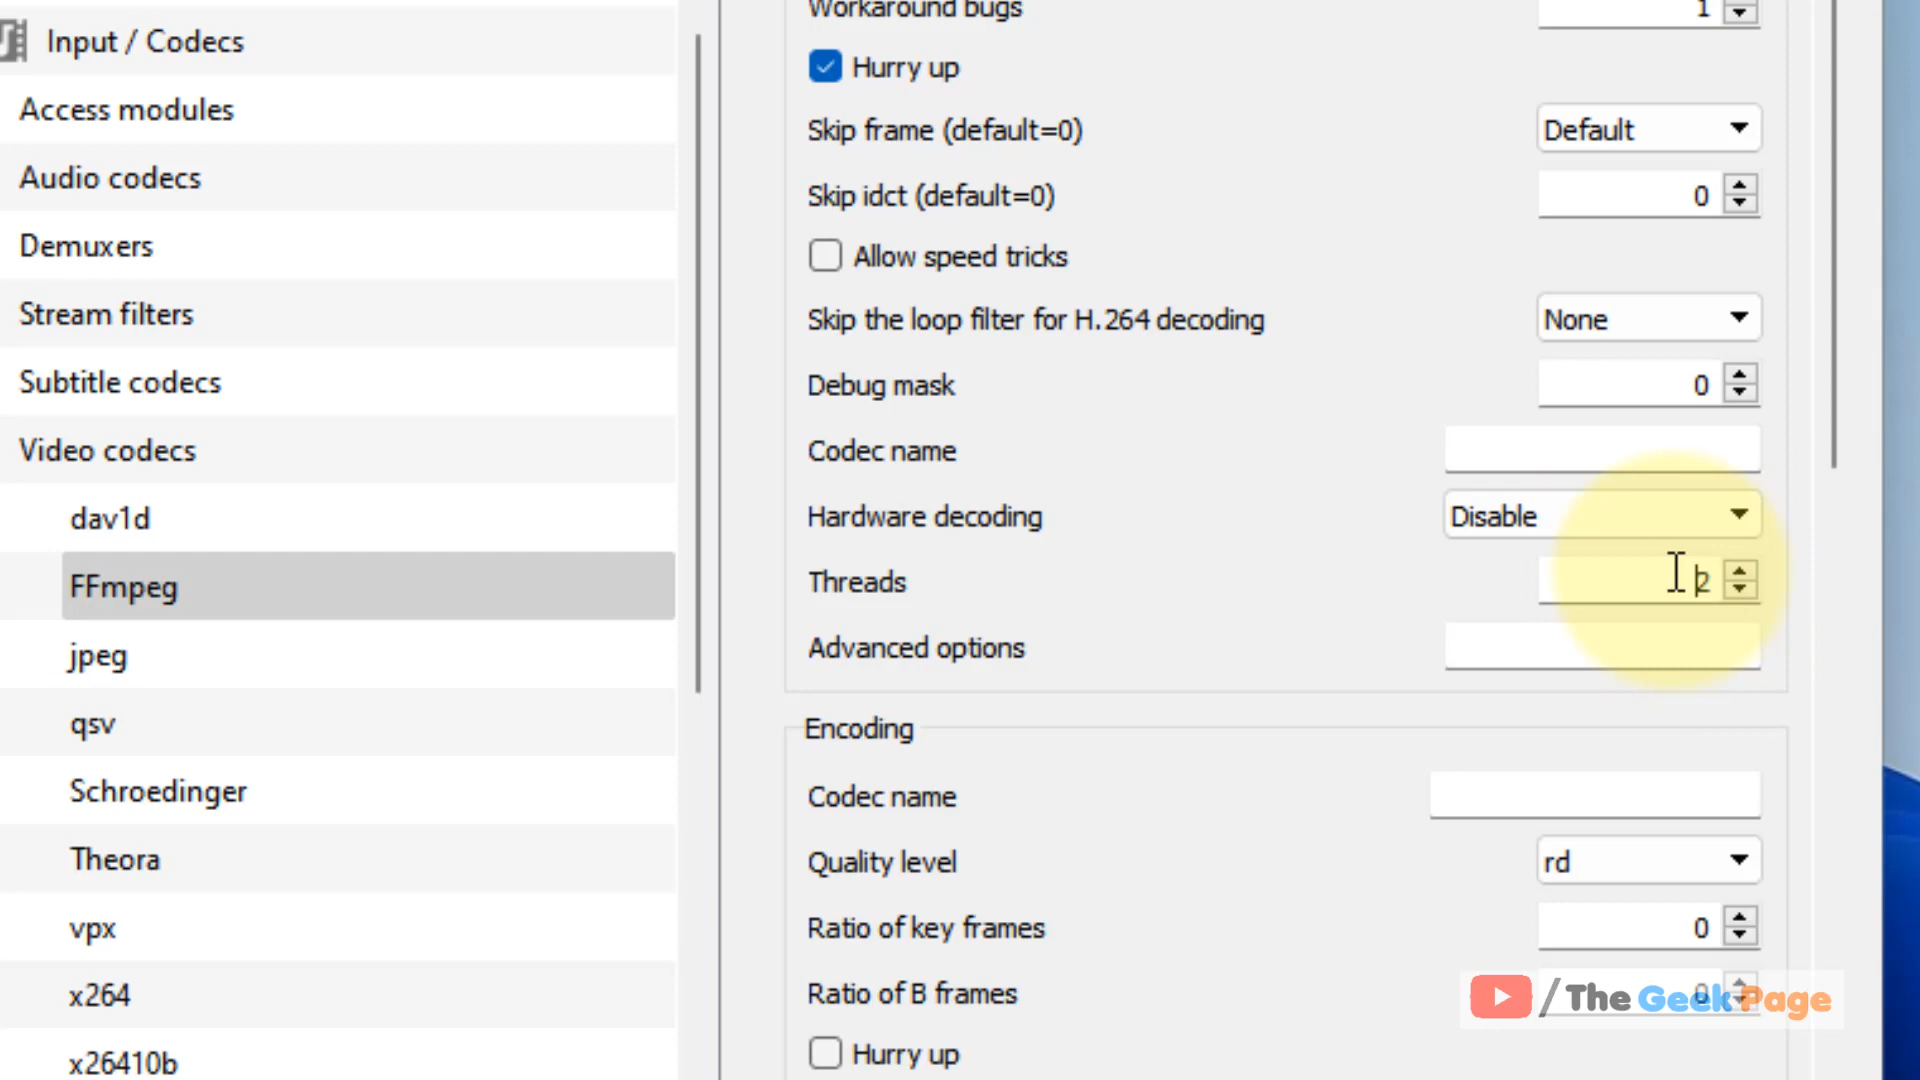 Input / Codecs
Access modules
Audio codecs
Demuxers
Stream filters
Subtitle codecs
Video codecs
dav1d
FFmpeg
jpeg
qsv
Schroedinger
Theora
vpx
x264
x26410b
Workaround bugs 1
Hurry up
Skip frame (default=0) Default
Skip idct (default=0) 0
Allow speed tricks
Skip the loop filter for H.264 decoding None
Debug mask 0
Codec name
Hardware decoding Disable
Threads 2
Advanced options
Encoding
Codec name
Quality level rd
Ratio of key frames 0
Ratio of B frames 0
Hurry up
/The Geek Page